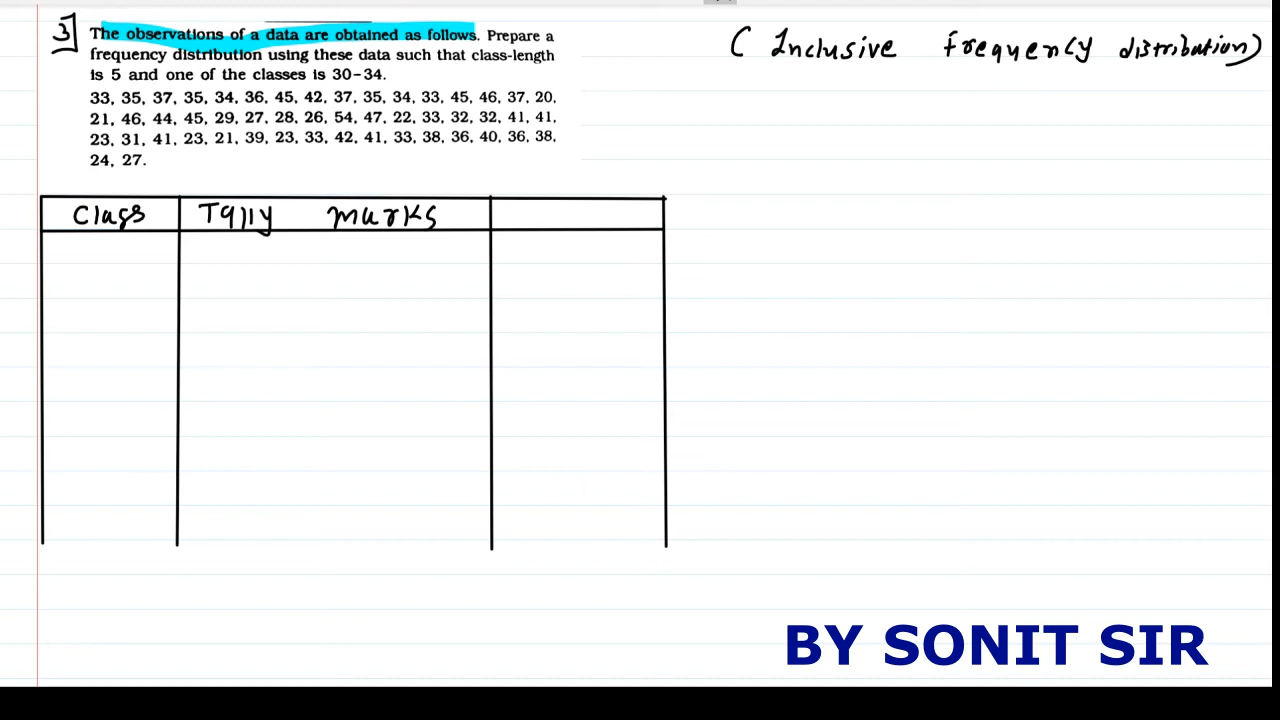 3] The observations of a data are obtained as follows. Prepare a
frequency distribution using these data such that class-length
is 5 and one of the classes is 30-34.
33, 35, 37, 35, 34, 36, 45, 42, 37, 35, 34, 33, 45, 46, 37, 20,
21, 46, 44, 45, 29, 27, 28, 26, 54, 47, 22, 33, 32, 32, 41, 41,
23, 31, 41, 23, 21, 39, 23, 33, 42, 41, 33, 38, 36, 40, 36, 38,
24, 27.
( Inclusive frequency distribution)
Class Tally marks
BY SONIT SIR